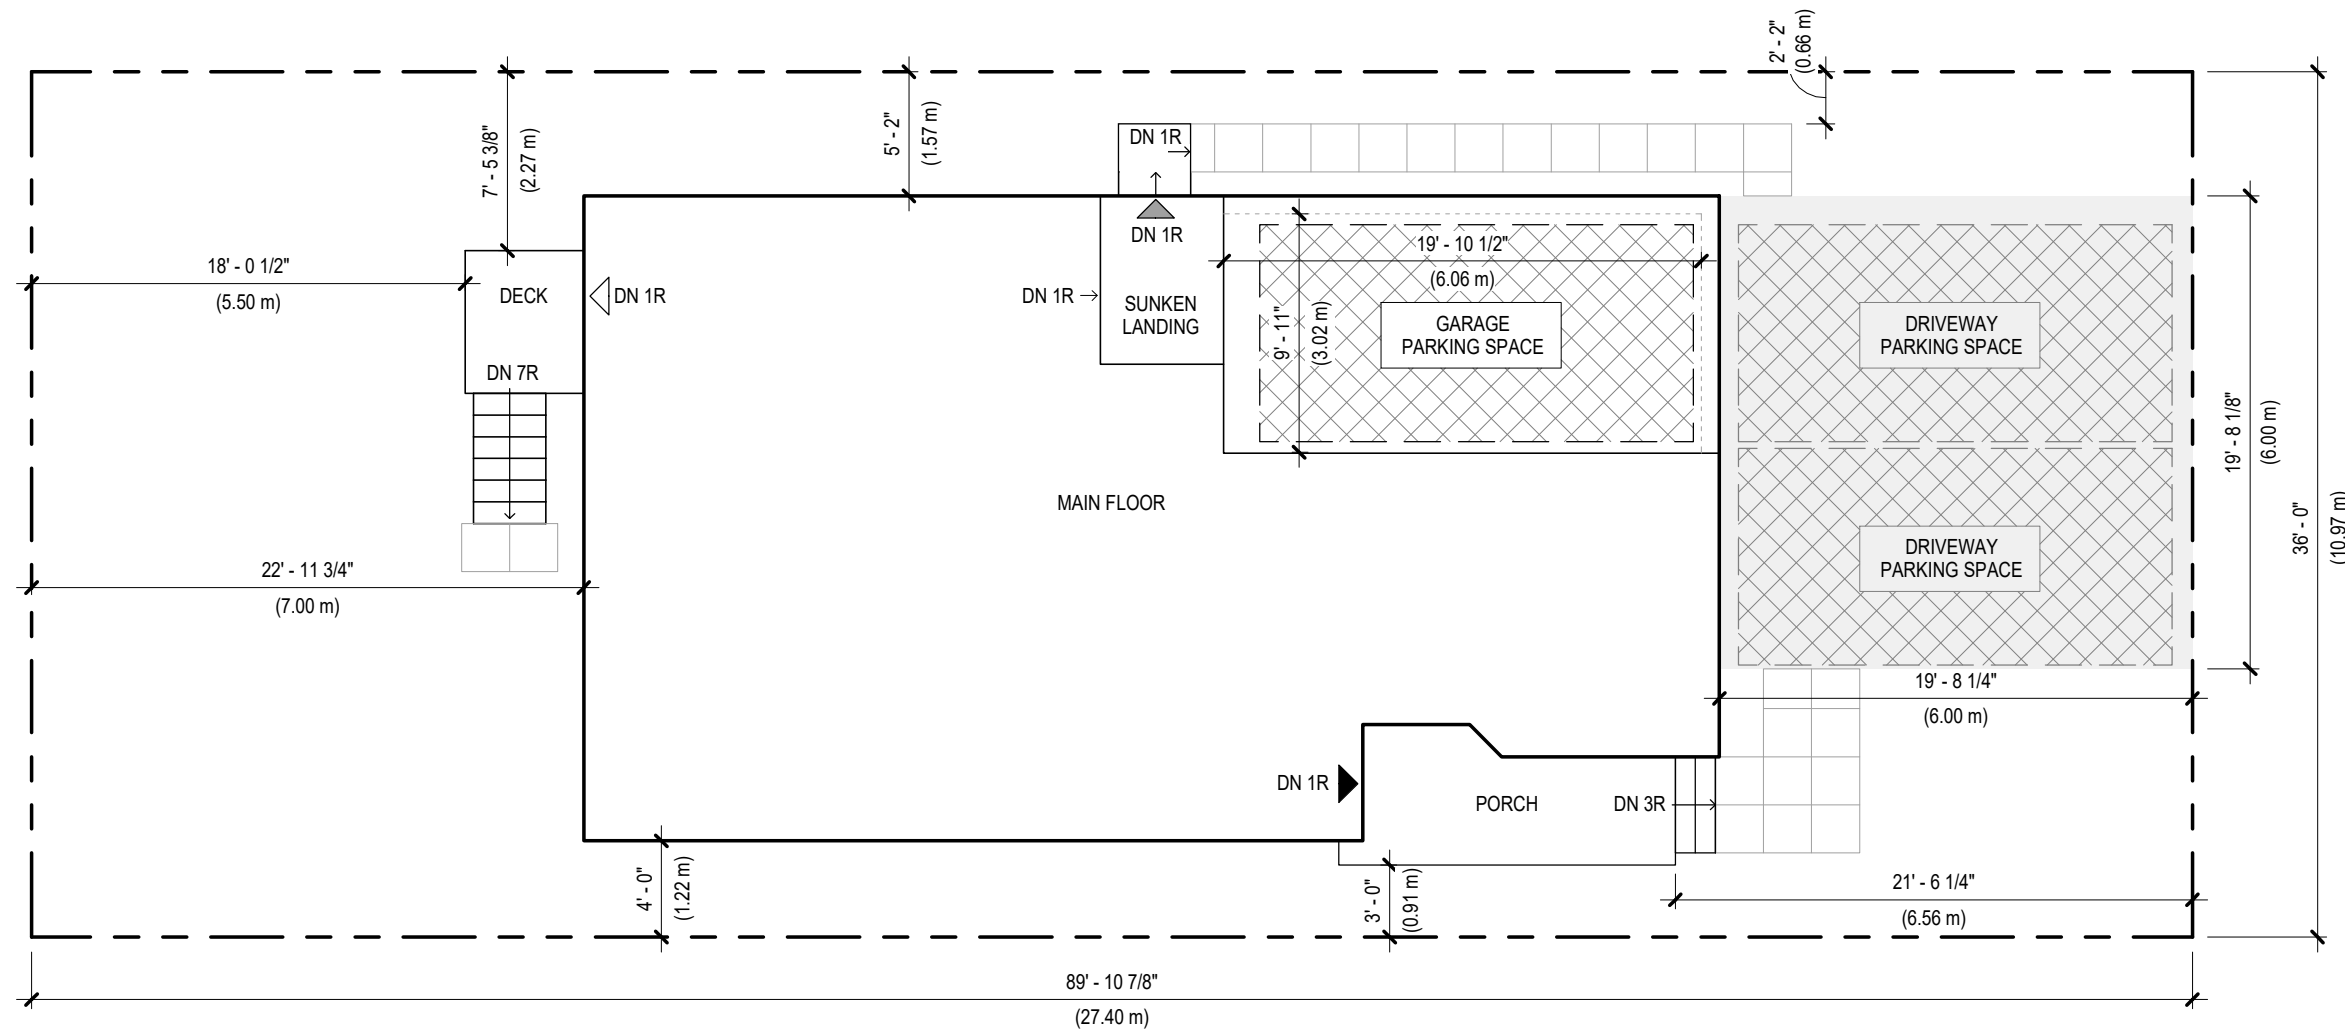 2' - 2"
(0.66 m)
7' - 5 3/8"
(2.27 m)
5' - 2"
(1.57 m)
DN 1R
DN 1R
18' - 0 1/2"
(5.50 m)
DECK
DN 1R
DN 7R
DN 1R
SUNKEN
LANDING
19' - 10 1/2"
(6.06 m)
9' - 11"
(3.02 m)
GARAGE
PARKING SPACE
DRIVEWAY
PARKING SPACE
19' - 8 1/8"
(6.00 m)
36' - 0"
(10.97 m)
MAIN FLOOR
DRIVEWAY
PARKING SPACE
22' - 11 3/4"
(7.00 m)
19' - 8 1/4"
(6.00 m)
DN 1R
PORCH
DN 3R
4' - 0"
(1.22 m)
3' - 0"
(0.91 m)
21' - 6 1/4"
(6.56 m)
89' - 10 7/8"
(27.40 m)